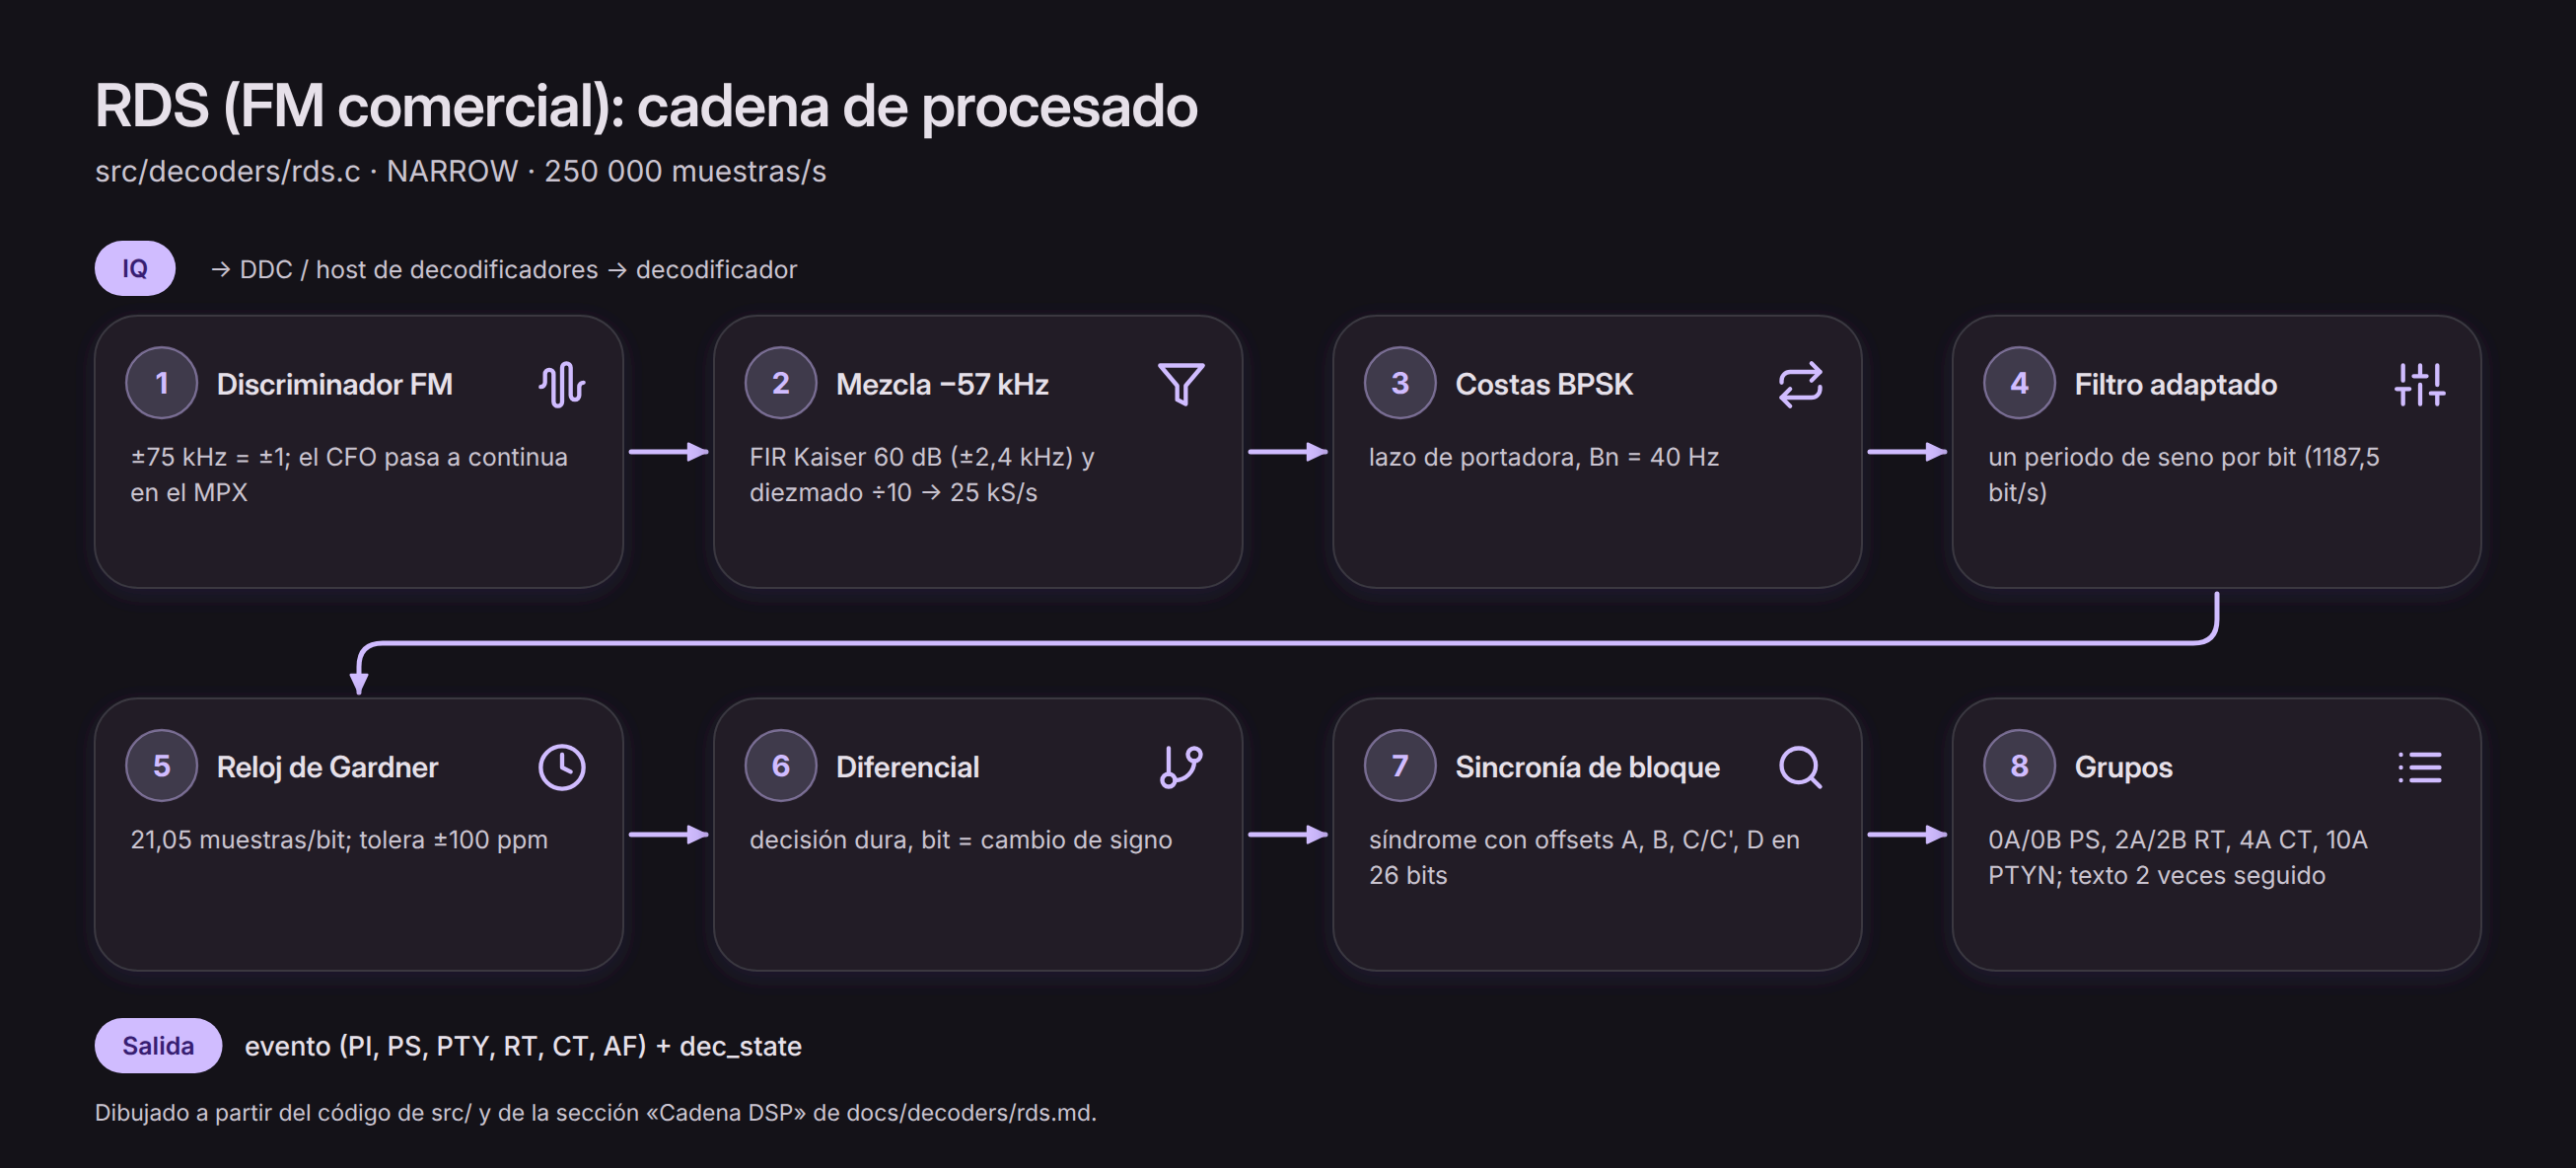 RDS (FM comercial): cadena de procesado
src/decoders/rds.c · NARROW · 250 000 muestras/s
IQ → DDC / host de decodificadores → decodificador
1 Discriminador FM
±75 kHz = ±1; el CFO pasa a continua
en el MPX
2 Mezcla −57 kHz
FIR Kaiser 60 dB (±2,4 kHz) y
diezmado ÷10 → 25 kS/s
3 Costas BPSK
lazo de portadora, Bn = 40 Hz
4 Filtro adaptado
un periodo de seno por bit (1187,5
bit/s)
5 Reloj de Gardner
21,05 muestras/bit; tolera ±100 ppm
6 Diferencial
decisión dura, bit = cambio de signo
7 Sincronía de bloque
síndrome con offsets A, B, C/C', D en
26 bits
8 Grupos
0A/0B PS, 2A/2B RT, 4A CT, 10A
PTYN; texto 2 veces seguido
Salida evento (PI, PS, PTY, RT, CT, AF) + dec_state
Dibujado a partir del código de src/ y de la sección «Cadena DSP» de docs/decoders/rds.md.